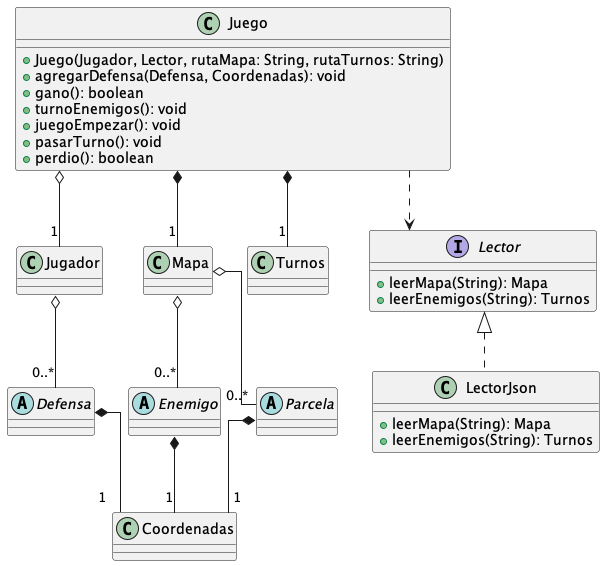 C Juego
Juego(Jugador, Lector, rutaMapa: String, rutaTurnos: String)
agregarDefensa(Defensa, Coordenadas): void
gano(): boolean
turnoEnemigos(): void
juegoEmpezar(): void
pasarTurno(): void
perdio(): boolean
1
1
1
C Jugador
C Mapa
C Turnos
I Lector
leerMapa(String): Mapa
leerEnemigos(String): Turnos
0..*
0..*
0..*
A Defensa
A Enemigo
A Parcela
C LectorJson
leerMapa(String): Mapa
leerEnemigos(String): Turnos
1
1
1
C Coordenadas